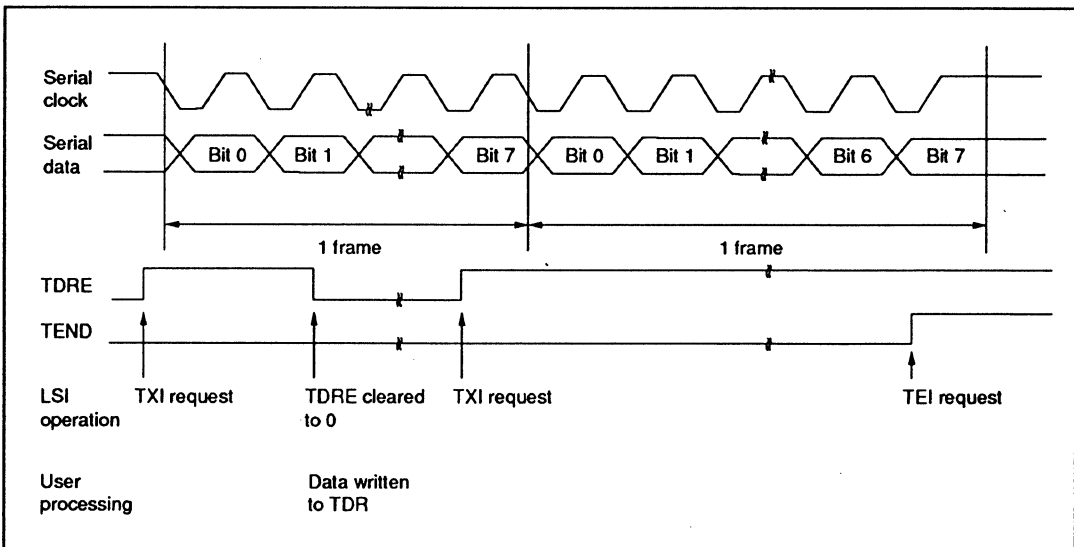 Serial
clock
Serial
data
Bit 0
Bit 1
Bit 7
Bit 0
Bit 1
Bit 6
Bit 7
1 frame
1 frame
TDRE
TEND
LSI
operation
TXI request
TDRE cleared
to 0
TXI request
TEI request
User
processing
Data written
to TDR